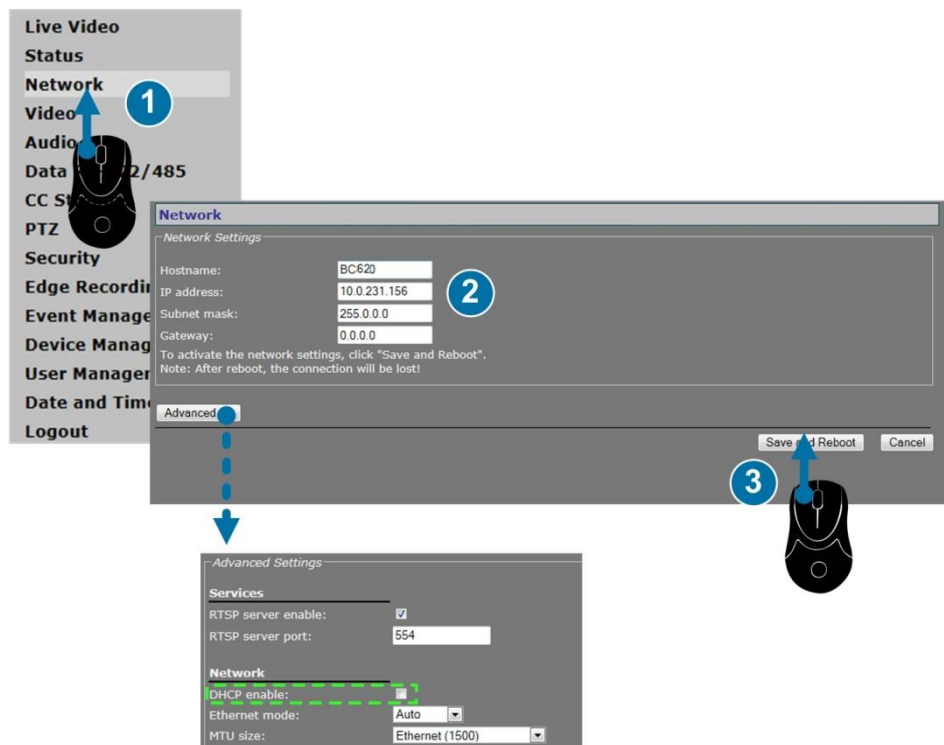 Live Video
Status
Network
1
Video
Audio
Data 2/485
CC St
PTZ
Security
Edge Recordin
Event Manage
Device Manag
User Manager
Date and Time
Logout
Network
Network Settings
Hostname: BC620
IP address: 10.0.231.156
2
Subnet mask: 255.0.0.0
Gateway: 0.0.0.0
To activate the network settings, click "Save and Reboot".
Note: After reboot, the connection will be lost!
Advanced
Save and Reboot Cancel
3
Advanced Settings
Services
RTSP server enable:
RTSP server port: 554
Network
DHCP enable:
Ethernet mode: Auto
MTU size: Ethernet (1500)